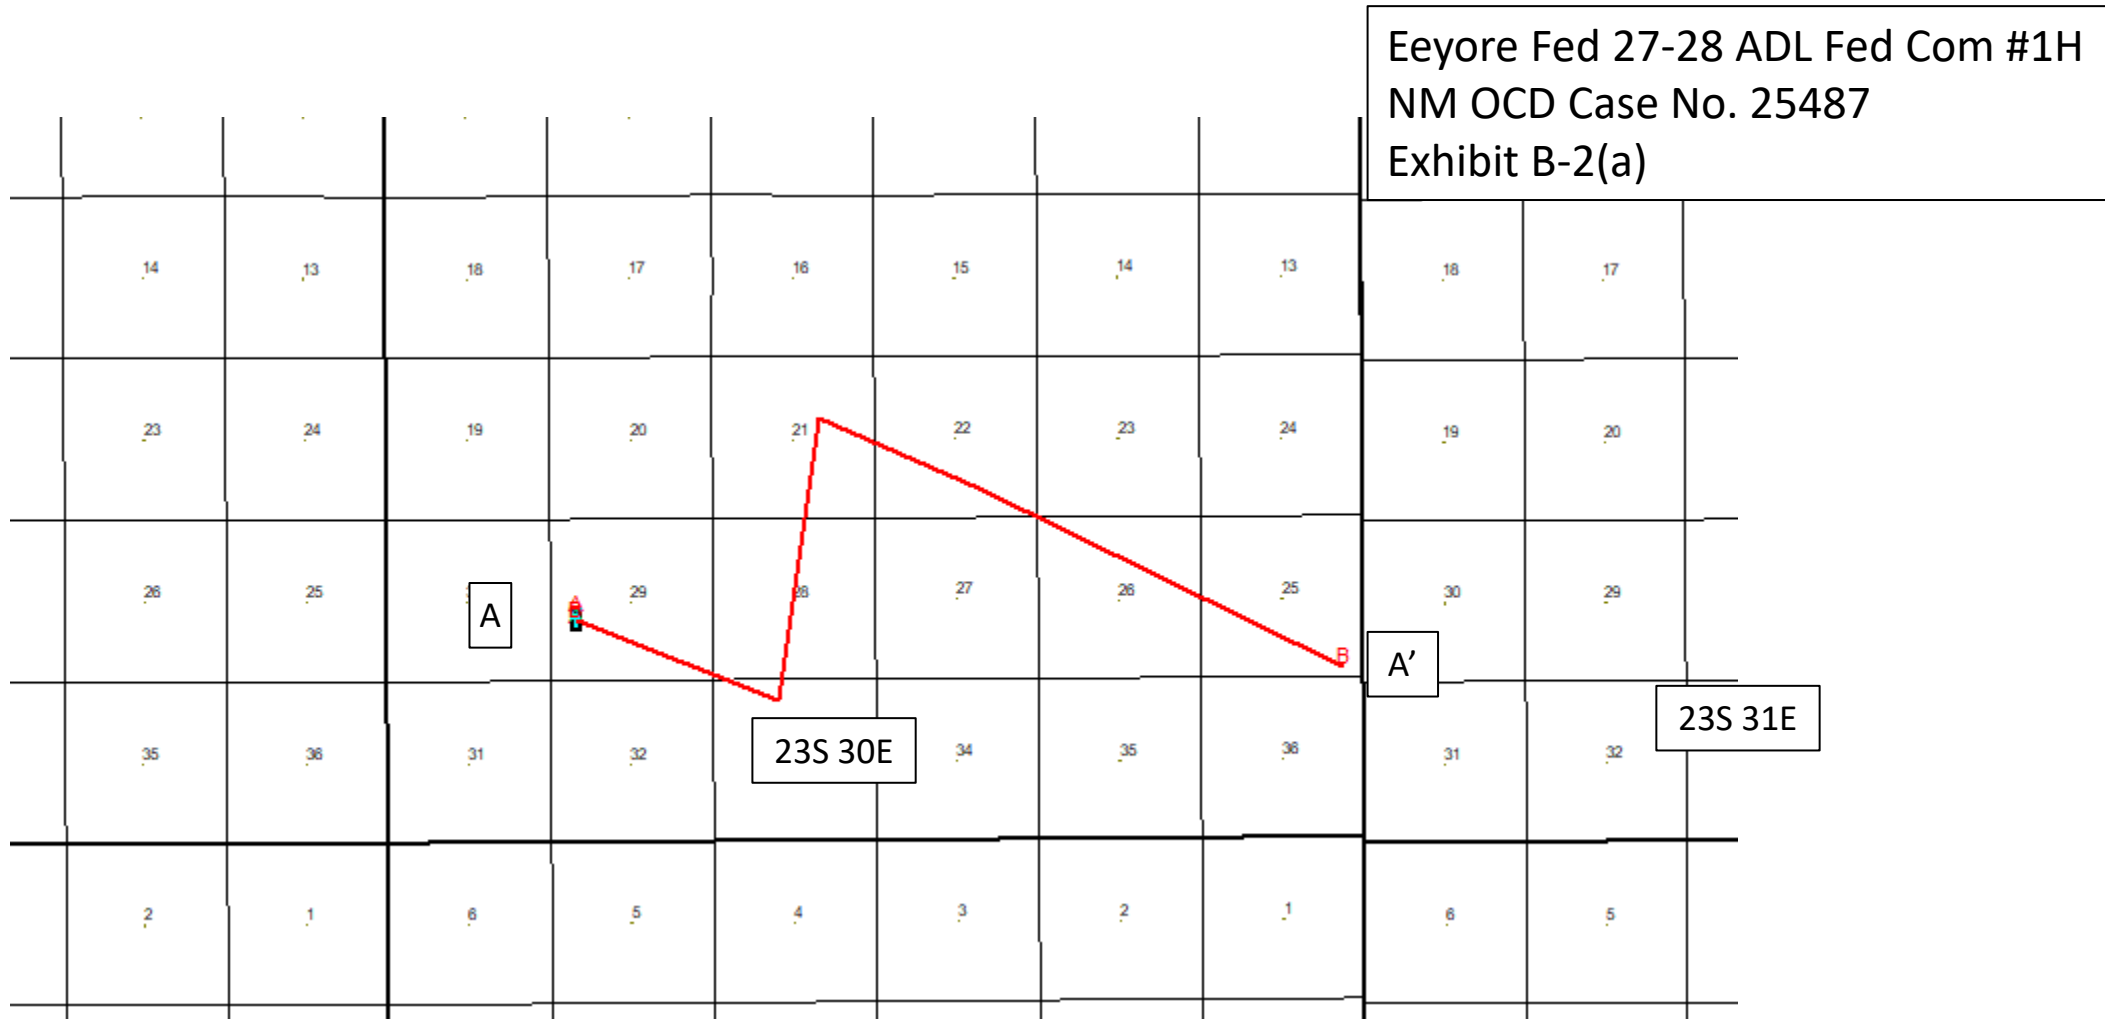 Eeyore Fed 27-28 ADL Fed Com #1H
NM OCD Case No. 25487
Exhibit B-2(a)
14 13 18 17 16 15 14 13 18 17
23 24 19 20 21 22 23 24 19 20
26 25 29 28 27 26 25 30 29
A
A
B
A’
23S 31E
23S 30E
35 36 31 32 34 35 36 31 32
2 1 6 5 4 3 2 1 6 5